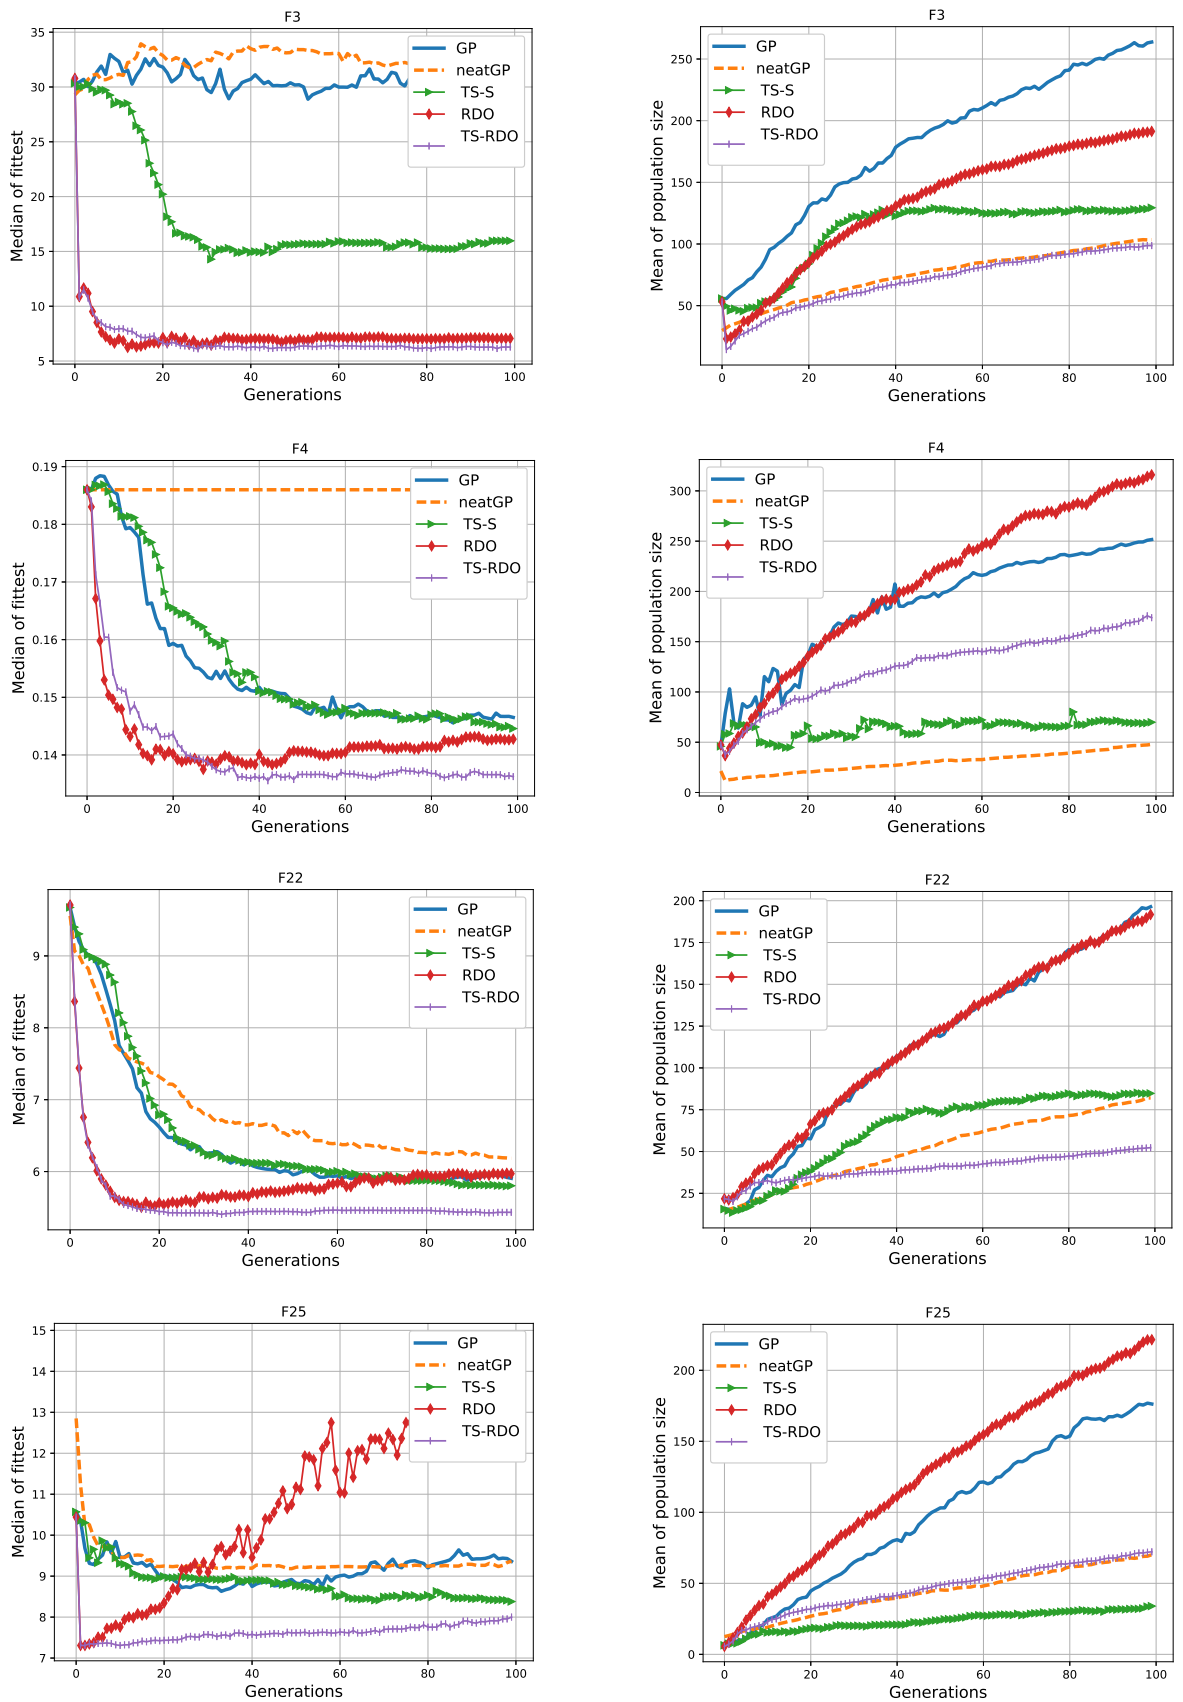 F3
35
30
25
20
15
10
5
0 20 40 60 80 100
Median of fittest
Generations
GP
neatGP
TS-S
RDO
TS-RDO
F3
250
200
150
100
50
0 20 40 60 80 100
Mean of population size
Generations
GP
neatGP
TS-S
RDO
TS-RDO
F4
0.19
0.18
0.17
0.16
0.15
0.14
0 20 40 60 80 100
Median of fittest
Generations
GP
neatGP
TS-S
RDO
TS-RDO
F4
300
250
200
150
100
50
0
0 20 40 60 80 100
Mean of population size
Generations
GP
neatGP
TS-S
RDO
TS-RDO
F22
9
8
7
6
0 20 40 60 80 100
Median of fittest
Generations
GP
neatGP
TS-S
RDO
TS-RDO
F22
200
175
150
125
100
75
50
25
0 20 40 60 80 100
Mean of population size
Generations
GP
neatGP
TS-S
RDO
TS-RDO
F25
15
14
13
12
11
10
9
8
7
0 20 40 60 80 100
Median of fittest
Generations
GP
neatGP
TS-S
RDO
TS-RDO
F25
200
150
100
50
0
0 20 40 60 80 100
Mean of population size
Generations
GP
neatGP
TS-S
RDO
TS-RDO